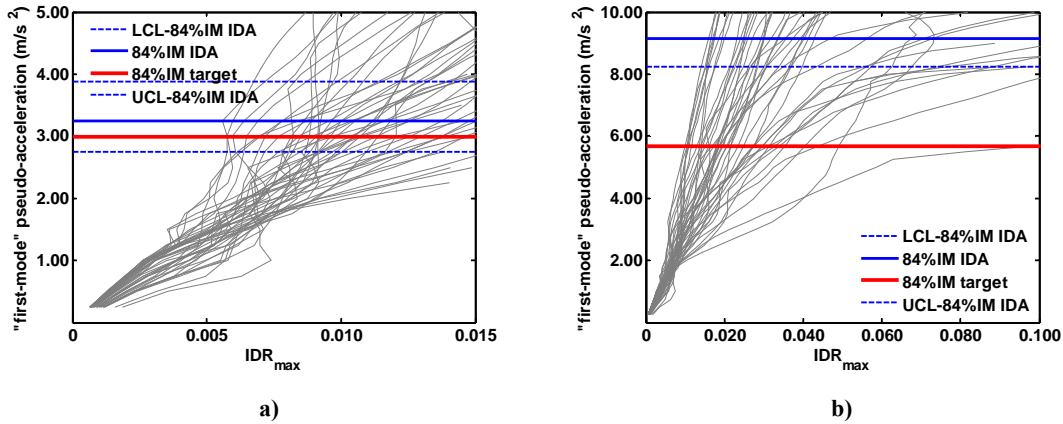 "first-mode" pseudo-acceleration (m/s²)
5.00
4.00
3.00
2.00
1.00
LCL-84%IM IDA
84%IM IDA
84%IM target
UCL-84%IM IDA
0 0.005 0.010 0.015
IDRmax
a)
"first-mode" pseudo-acceleration (m/s²)
10.00
8.00
6.00
4.00
2.00
LCL-84%IM IDA
84%IM IDA
84%IM target
UCL-84%IM IDA
0 0.020 0.040 0.060 0.080 0.100
IDRmax
b)